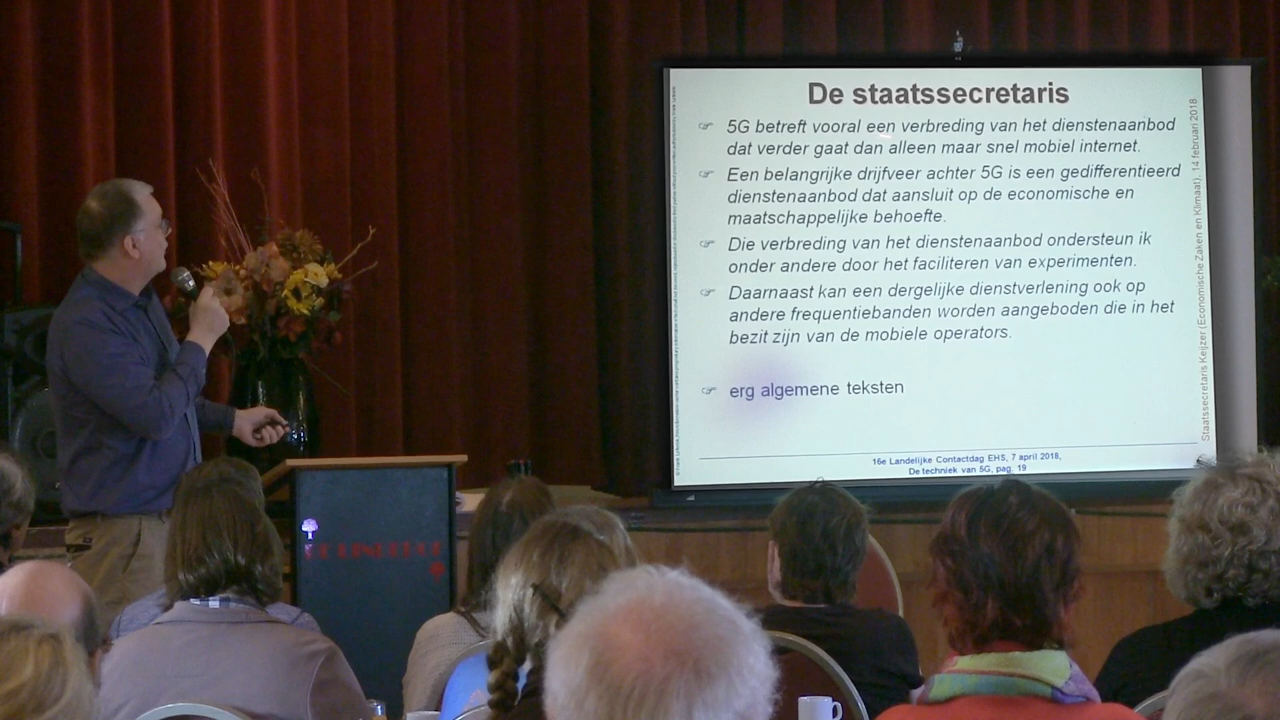 De staatssecretaris
5G betreft vooral een verbreding van het dienstenaanbod
dat verder gaat dan alleen maar snel mobiel internet.
Een belangrijke drijfveer achter 5G is een gedifferentieerd
dienstenaanbod dat aansluit op de economische en
maatschappelijke behoefte.
Die verbreding van het dienstenaanbod ondersteun ik
onder andere door het faciliteren van experimenten.
Daarnaast kan een dergelijke dienstverlening ook op
andere frequentiebanden worden aangeboden die in het
bezit zijn van de mobiele operators.
erg algemene teksten
16e Landelijke Contactdag EHS, 7 april 2018,
De techniek van 5G, pag. 19
Staatssecretaris Keijzer (Economische Zaken en Klimaat), 14 februari 2018